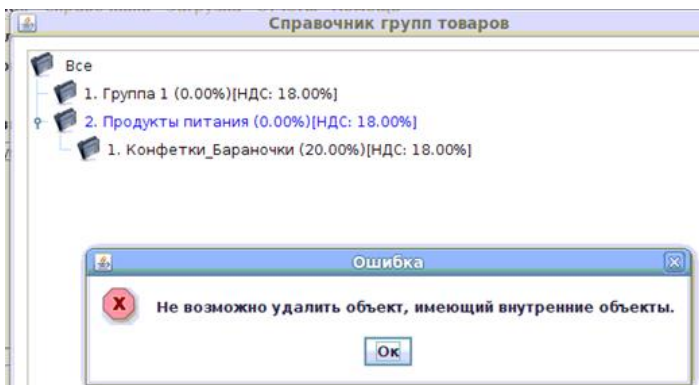 Справочник групп товаров
Все
1. Группа 1 (0.00%)[НДС: 18.00%]
2. Продукты питания (0.00%)[НДС: 18.00%]
1. Конфетки_Бараночки (20.00%)[НДС: 18.00%]
Ошибка
Не возможно удалить объект, имеющий внутренние объекты.
Ок